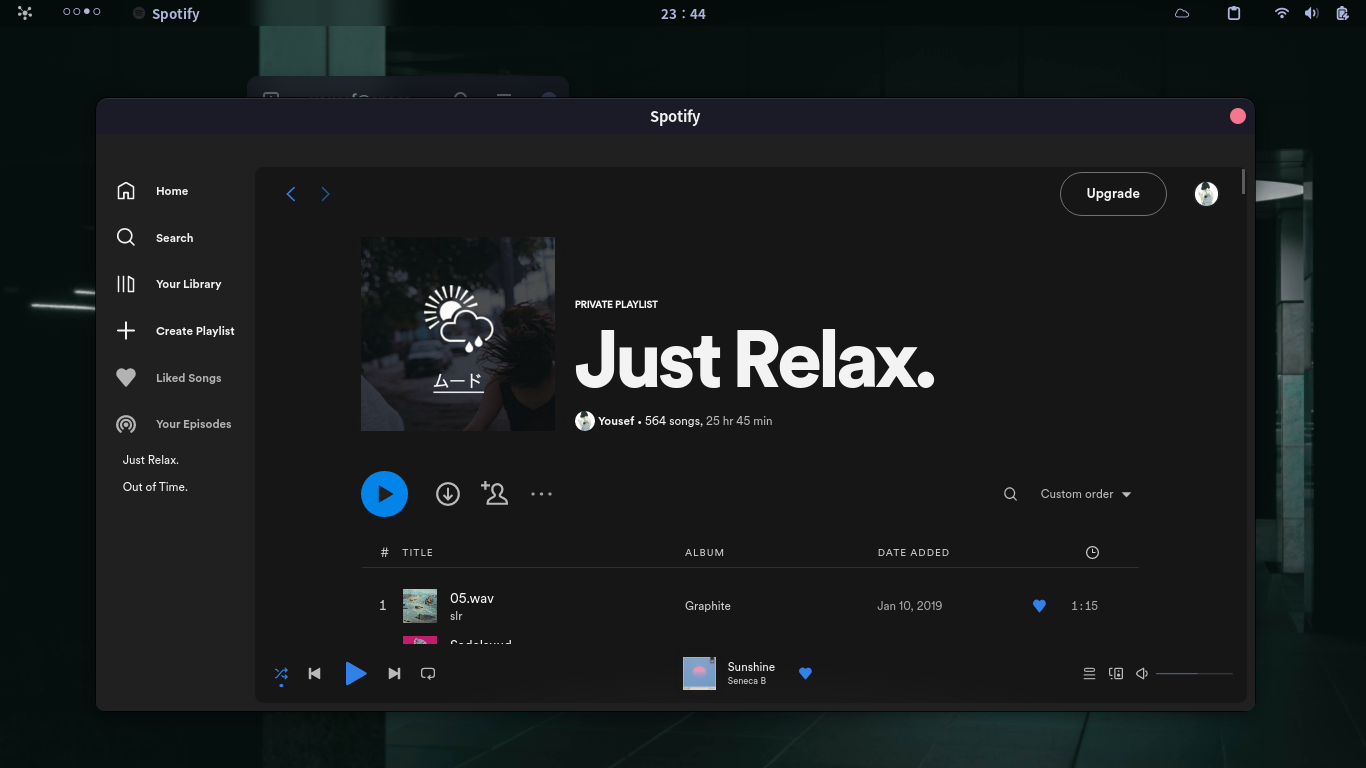 Spotify
23 : 44
Spotify
Home
Search
Your Library
Create Playlist
Liked Songs
Your Episodes
Just Relax.
Out of Time.
Upgrade
ムード
PRIVATE PLAYLIST
Just Relax.
Yousef • 564 songs, 25 hr 45 min
Custom order
# TITLE ALBUM DATE ADDED
1 05.wav Graphite Jan 10, 2019 1:15
slr
Sunshine
Seneca B